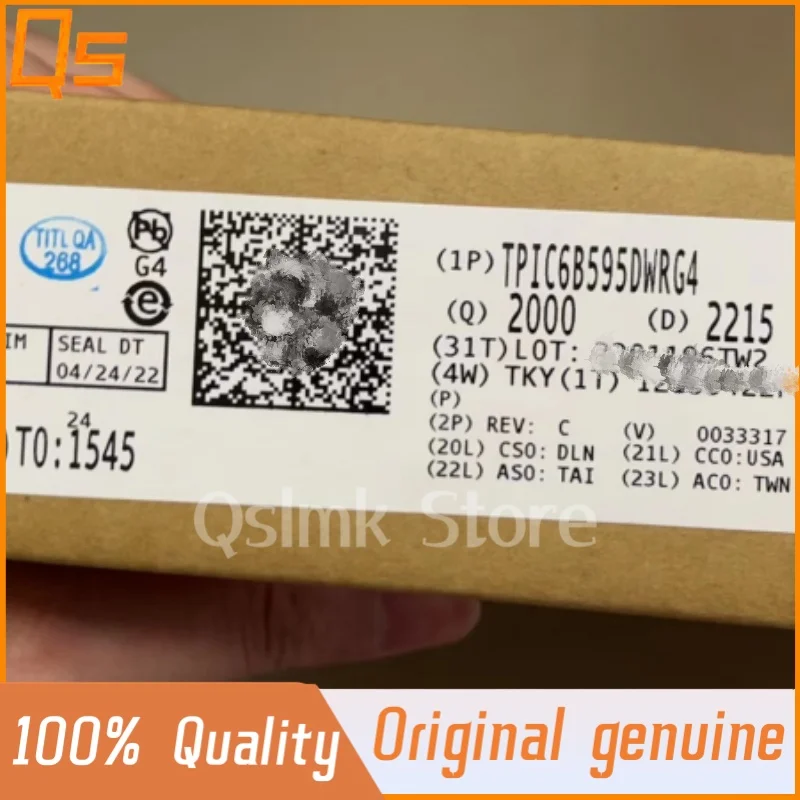 Qs
TITL QA
268
Pb
G4
e
IM
SEAL DT
04/24/22
24
TO:1545
(1P) TPIC6B595DWRG4
(Q) 2000 (D) 2215
(31T)LOT:
(4W) TKY(1T)
(P)
(2P) REV: C (V) 0033317
(20L) CSO: DLN (21L) CCO:USA
(22L) ASO: TAI (23L) ACO: TWN
Qslmk Store
100% Quality
Original genuine